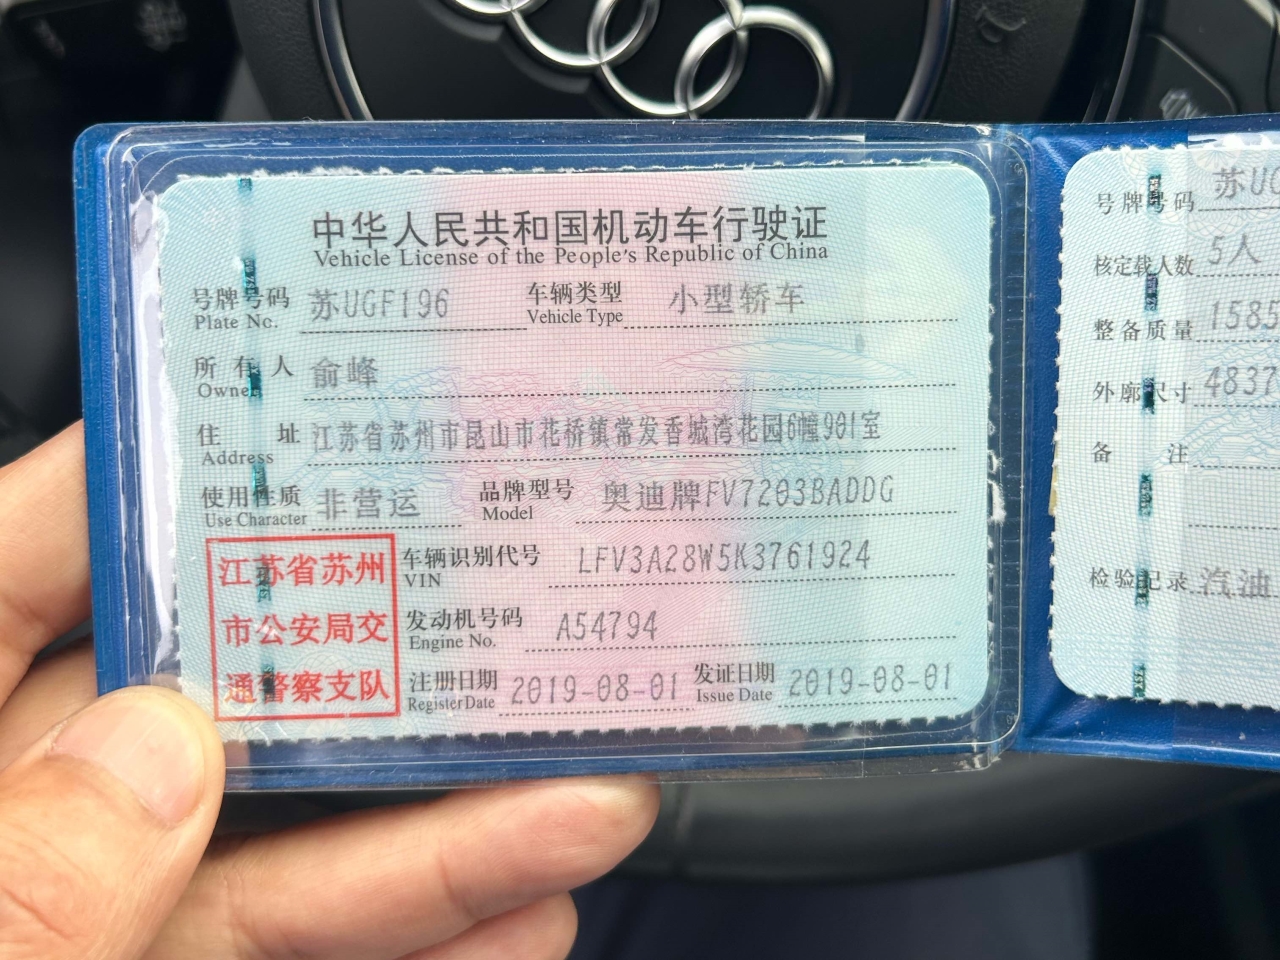 中华人民共和国机动车行驶证
Vehicle License of the People's Republic of China
号牌号码 苏UGF196 车辆类型 小型轿车
Plate No. Vehicle Type
所有人 俞峰
Owner
住址 江苏省苏州市昆山市花桥镇常发香城湾花园6幢901室
Address
使用性质 非营运 品牌型号 奥迪牌FV7203BADDG
Use Character Model
江苏省苏州
市公安局交
通警察支队
车辆识别代号 LFV3A28W5K3761924
VIN
发动机号码 A54794
Engine No.
注册日期 2019-08-01 发证日期 2019-08-01
Register Date Issue Date
号牌号码 苏UG
核定载人数 5人
整备质量 1585
外廓尺寸 4837
备注
检验记录 汽油